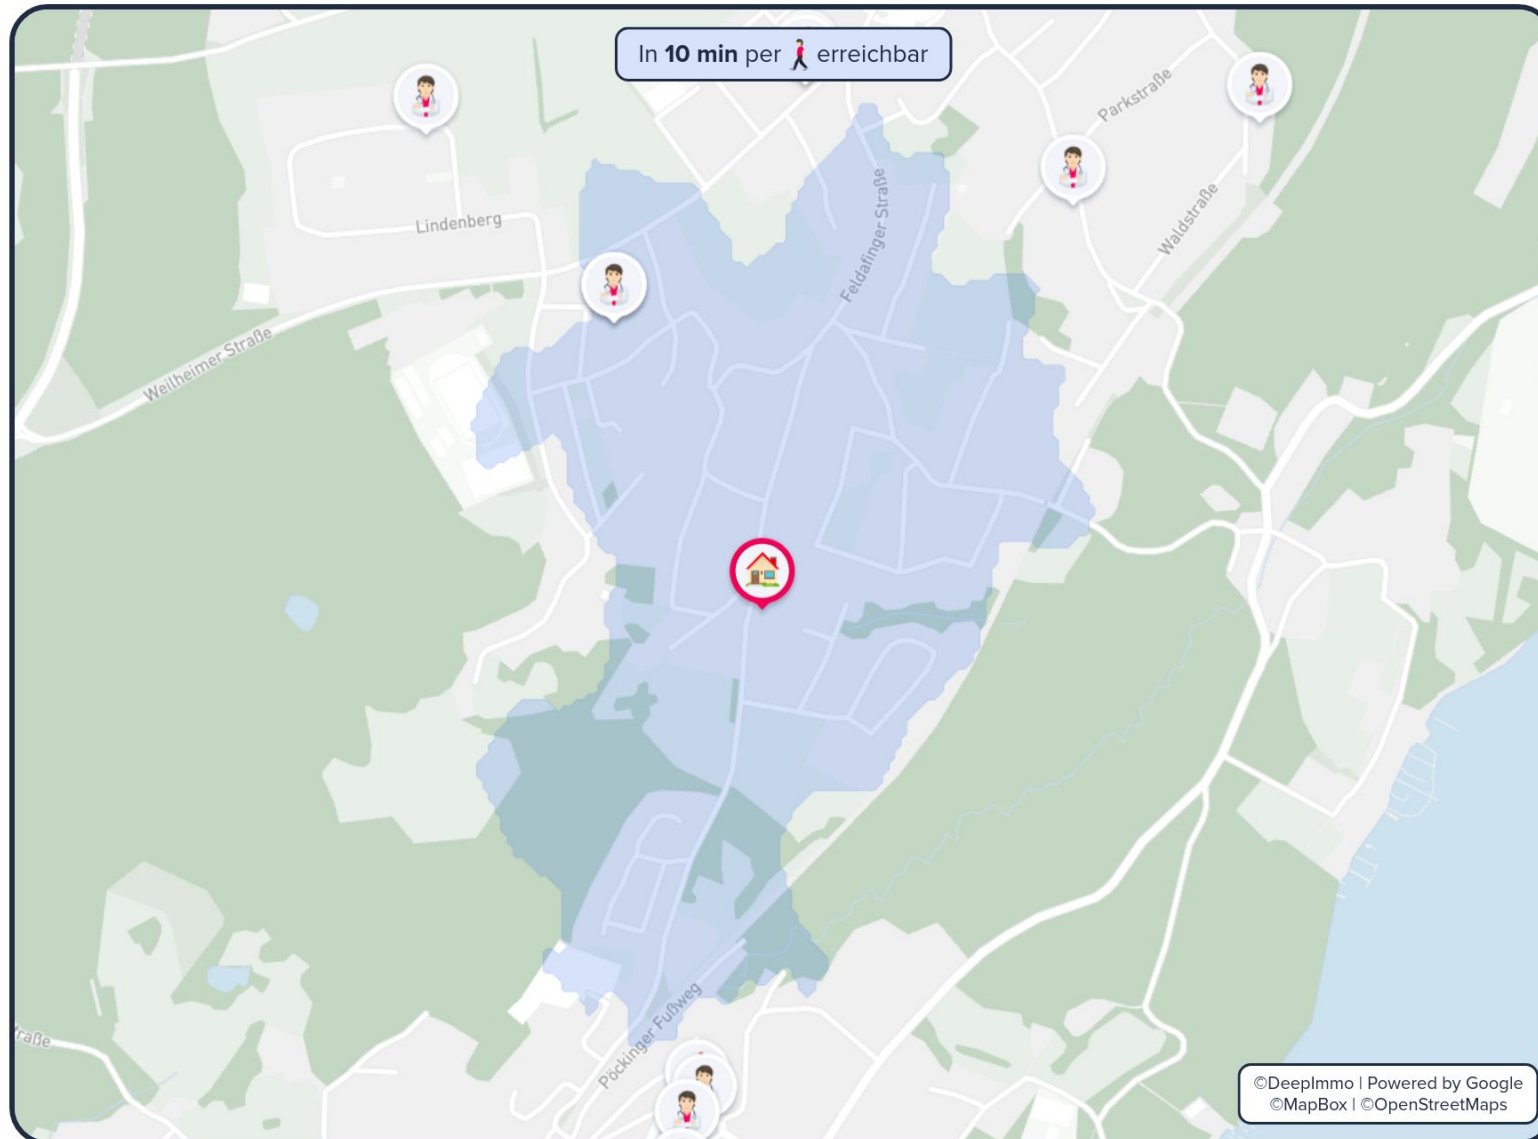 In 10 min per erreichbar
Parkstraße
Lindenberg
Feldafinger Straße
Waldstraße
Weilheimer Straße
Pöckinger Fußweg
raße
©DeepImmo | Powered by Google
©MapBox | ©OpenStreetMaps